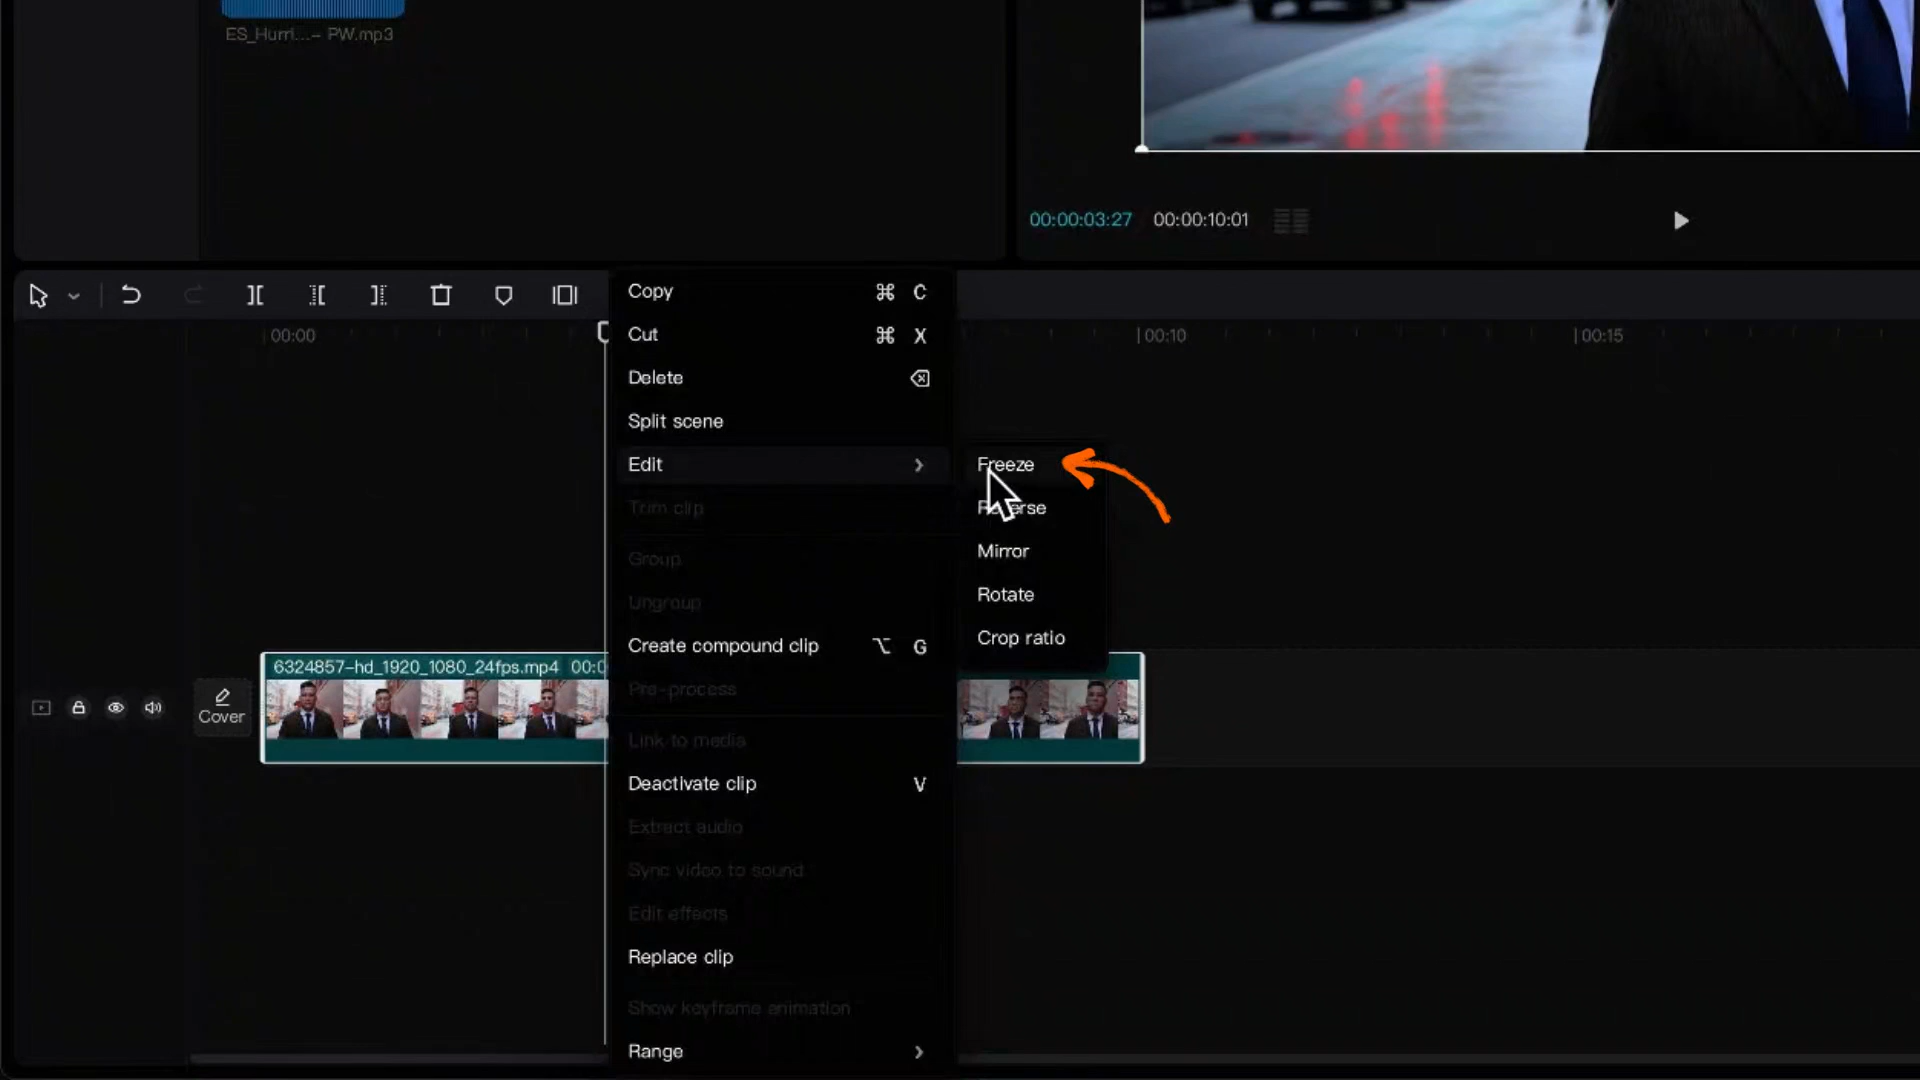 ES_Hurri...- PW.mp3
00:00:03:27 00:00:10:01
Copy ⌘ C
Cut ⌘ X
Delete
Split scene
Edit
Trim clip
Group
Ungroup
Create compound clip ⌥ G
Pre-process
Link to media
Deactivate clip V
Extract audio
Sync video to sound
Edit effects
Replace clip
Show keyframe animation
Range
Freeze
Reverse
Mirror
Rotate
Crop ratio
00:00
00:10
00:15
6324857-hd_1920_1080_24fps.mp4 00:0
Cover